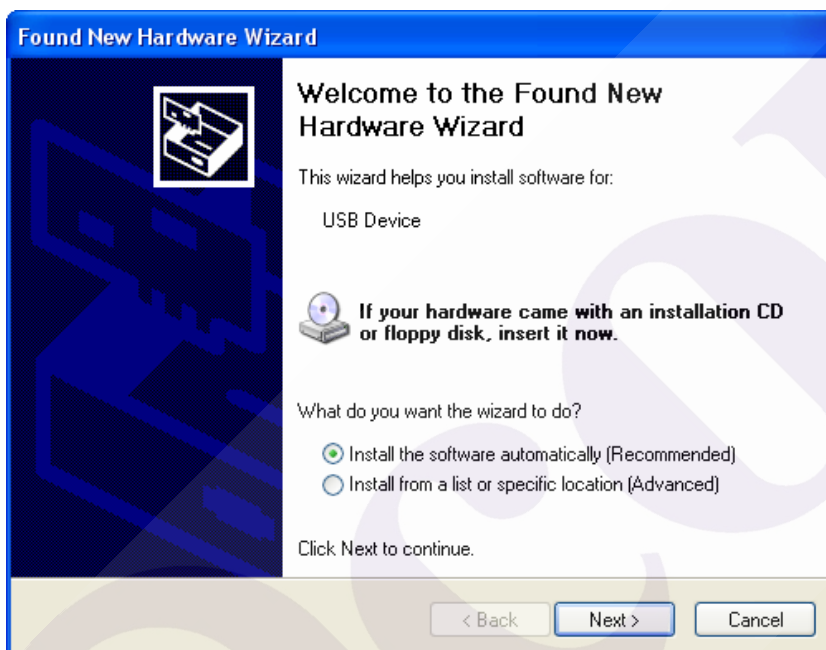 Found New Hardware Wizard
Welcome to the Found New
Hardware Wizard
This wizard helps you install software for:
USB Device
If your hardware came with an installation CD
or floppy disk, insert it now.
What do you want the wizard to do?
Install the software automatically (Recommended)
Install from a list or specific location (Advanced)
Click Next to continue.
< Back Next > Cancel